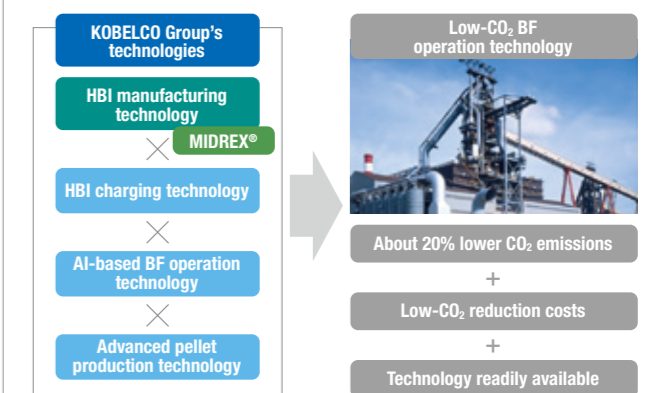 KOBELCO Group's
technologies
HBI manufacturing
technology
MIDREX®
×
HBI charging technology
×
AI-based BF operation
technology
×
Advanced pellet
production technology
Low-CO₂ BF
operation technology
About 20% lower CO₂ emissions
+
Low-CO₂ reduction costs
+
Technology readily available